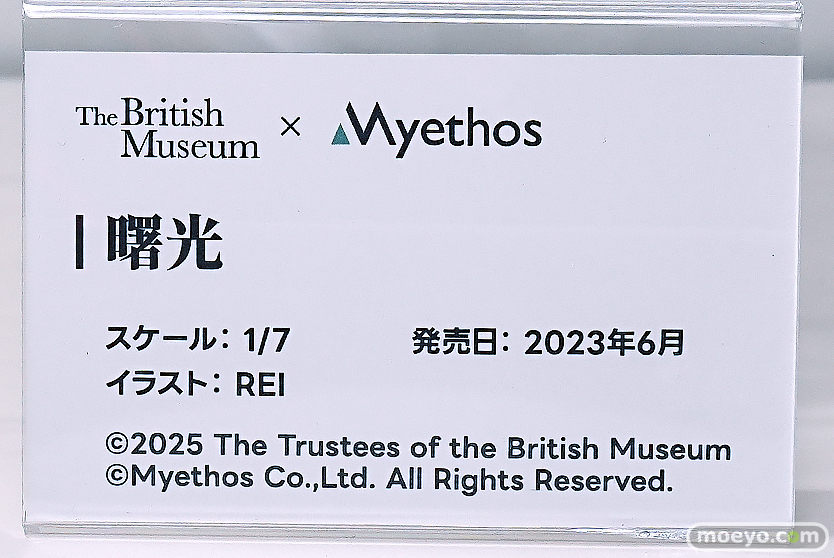 The British Museum × Myethos
曙光
スケール： 1/7 発売日： 2023年6月
イラスト： REI
©2025 The Trustees of the British Museum
©Myethos Co.,Ltd. All Rights Reserved.
moeyo.com